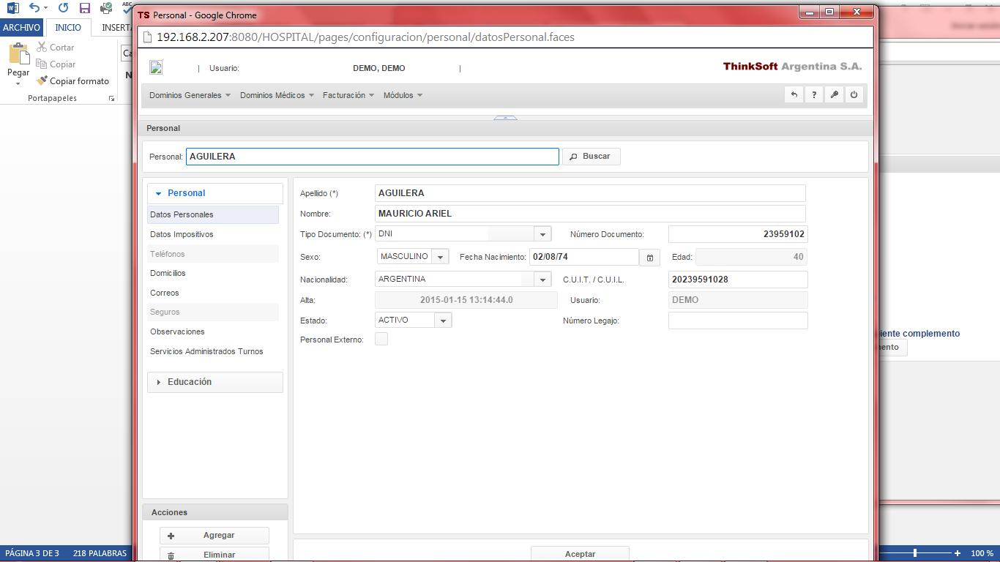 ABC
TS Personal - Google Chrome
ARCHIVO INICIO INSERTA
192.168.2.207:8080/HOSPITAL/pages/configuracion/personal/datosPersonal.faces
Cortar
Copiar
Copiar formato
Pegar
Portapapeles
Ca
N
| Usuario: DEMO, DEMO |
ThinkSoft Argentina S.A.
Dominios Generales Dominios Médicos Facturación Módulos ?
Personal
Personal: AGUILERA Buscar
Personal
Datos Personales
Datos Impositivos
Teléfonos
Domicilios
Correos
Seguros
Observaciones
Servicios Administrados Turnos
Educación
Apellido (*) AGUILERA
Nombre: MAURICIO ARIEL
Tipo Documento: (*) DNI Número Documento: 23959102
Sexo: MASCULINO Fecha Nacimiento: 02/08/74 Edad: 40
Nacionalidad: ARGENTINA C.U.I.T. / C.U.I.L. 20239591028
Alta: 2015-01-15 13:14:44.0 Usuario: DEMO
Estado: ACTIVO Número Legajo:
Personal Externo:
iente complemento
ento
Acciones
Agregar
Eliminar
Aceptar
PÁGINA 3 DE 3 218 PALABRAS
100 %